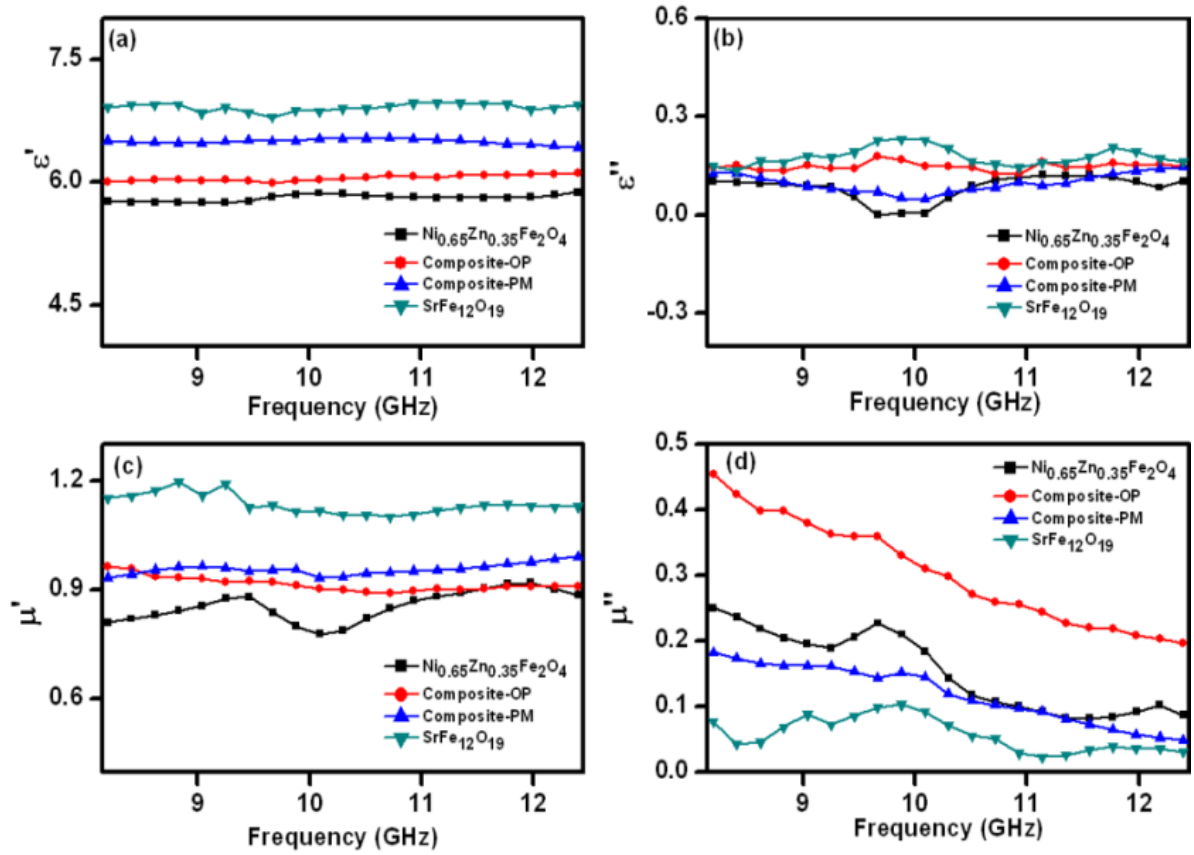 (a)
7.5
6.0
4.5
ε'
Ni0.65Zn0.35Fe2O4
Composite-OP
Composite-PM
SrFe12O19
9 10 11 12
Frequency (GHz)
(b)
0.6
0.3
0.0
-0.3
ε''
Ni0.65Zn0.35Fe2O4
Composite-OP
Composite-PM
SrFe12O19
9 10 11 12
Frequency (GHz)
(c)
1.2
0.9
0.6
μ'
Ni0.65Zn0.35Fe2O4
Composite-OP
Composite-PM
SrFe12O19
9 10 11 12
Frequency (GHz)
(d)
0.5
0.4
0.3
0.2
0.1
0.0
μ''
Ni0.65Zn0.35Fe2O4
Composite-OP
Composite-PM
SrFe12O19
9 10 11 12
Frequency (GHz)